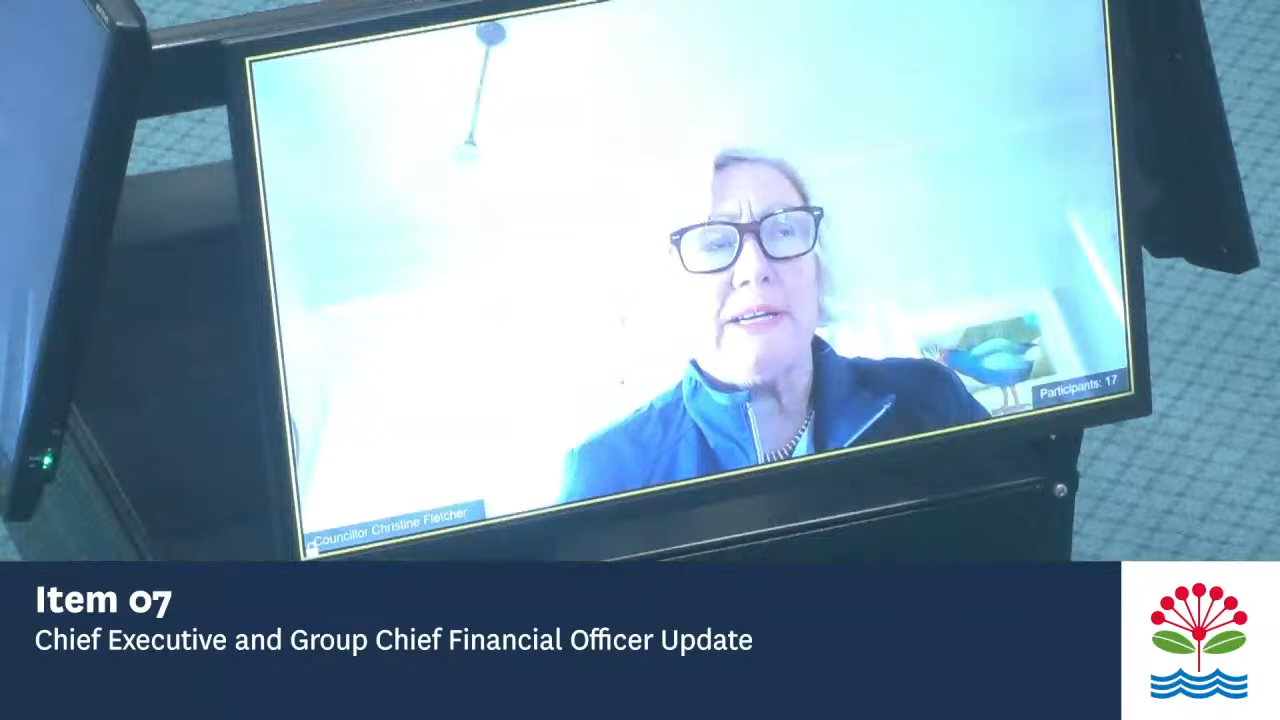 Participants: 17
Councillor Christine Fletcher
Item 07
Chief Executive and Group Chief Financial Officer Update